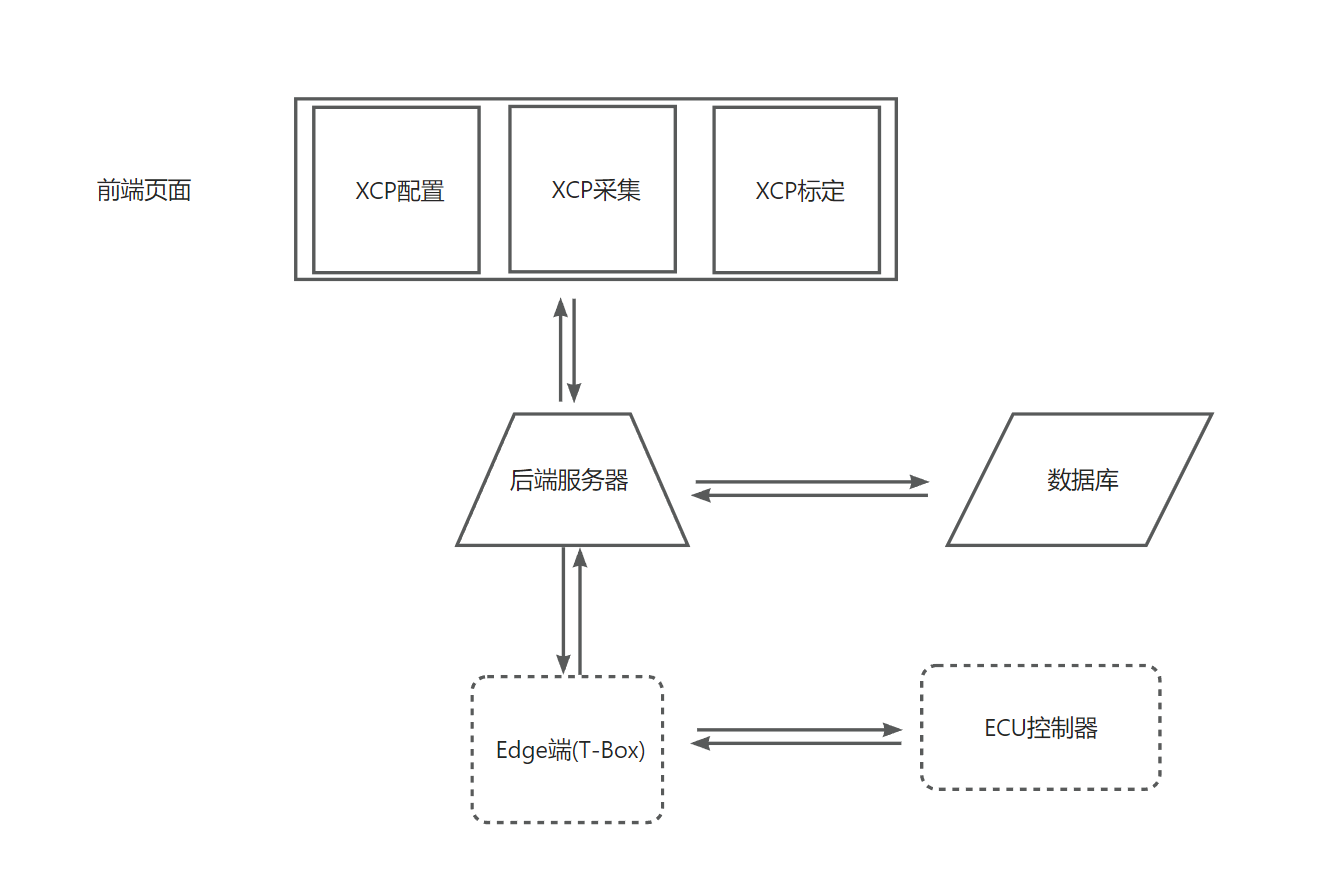 前端页面
XCP配置
XCP采集
XCP标定
后端服务器
数据库
Edge端(T-Box)
ECU控制器